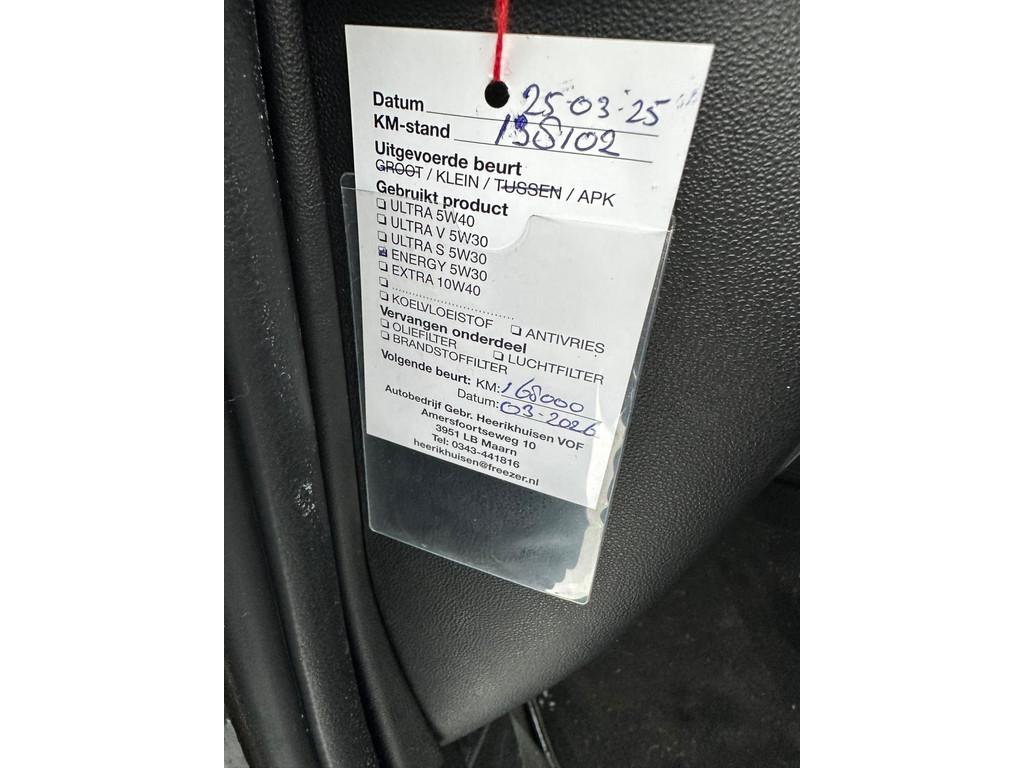 Datum 25-03-25
KM-stand 138102
Uitgevoerde beurt
GROOT / KLEIN / TUSSEN / APK
Gebruikt product
ULTRA 5W40
ULTRA V 5W30
ULTRA S 5W30
ENERGY 5W30
EXTRA 10W40
....................
KOELVLOEISTOF ANTIVRIES
Vervangen onderdeel
OLIEFILTER LUCHTFILTER
BRANDSTOFFILTER
Volgende beurt: KM: 168000
Datum: 03-2026
Autobedrijf Gebr. Heerikhuisen VOF
Amersfoortseweg 10
3951 LB Maarn
Tel: 0343-441816
heerikhuisen@freezer.nl